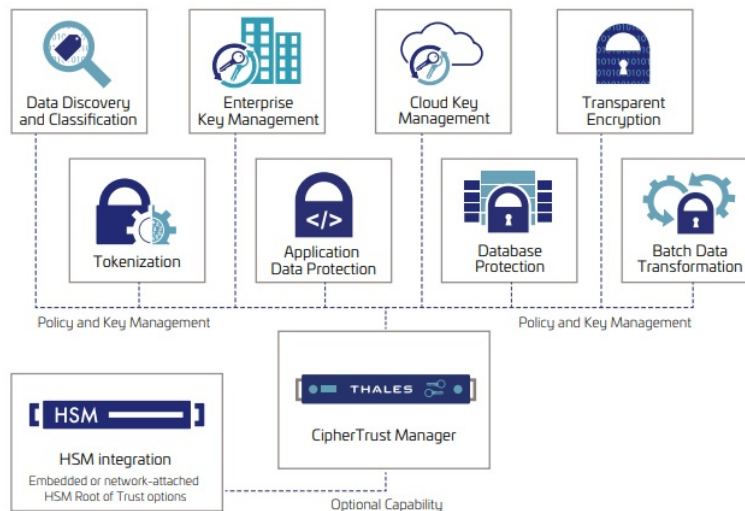 Data Discovery
and Classification
Enterprise
Key Management
Cloud Key
Management
Transparent
Encryption
Tokenization
</>
Application
Data Protection
Database
Protection
Batch Data
Transformation
Policy and Key Management
Policy and Key Management
THALES
CipherTrust Manager
HSM
HSM integration
Embedded or network-attached
HSM Root of Trust options
Optional Capability